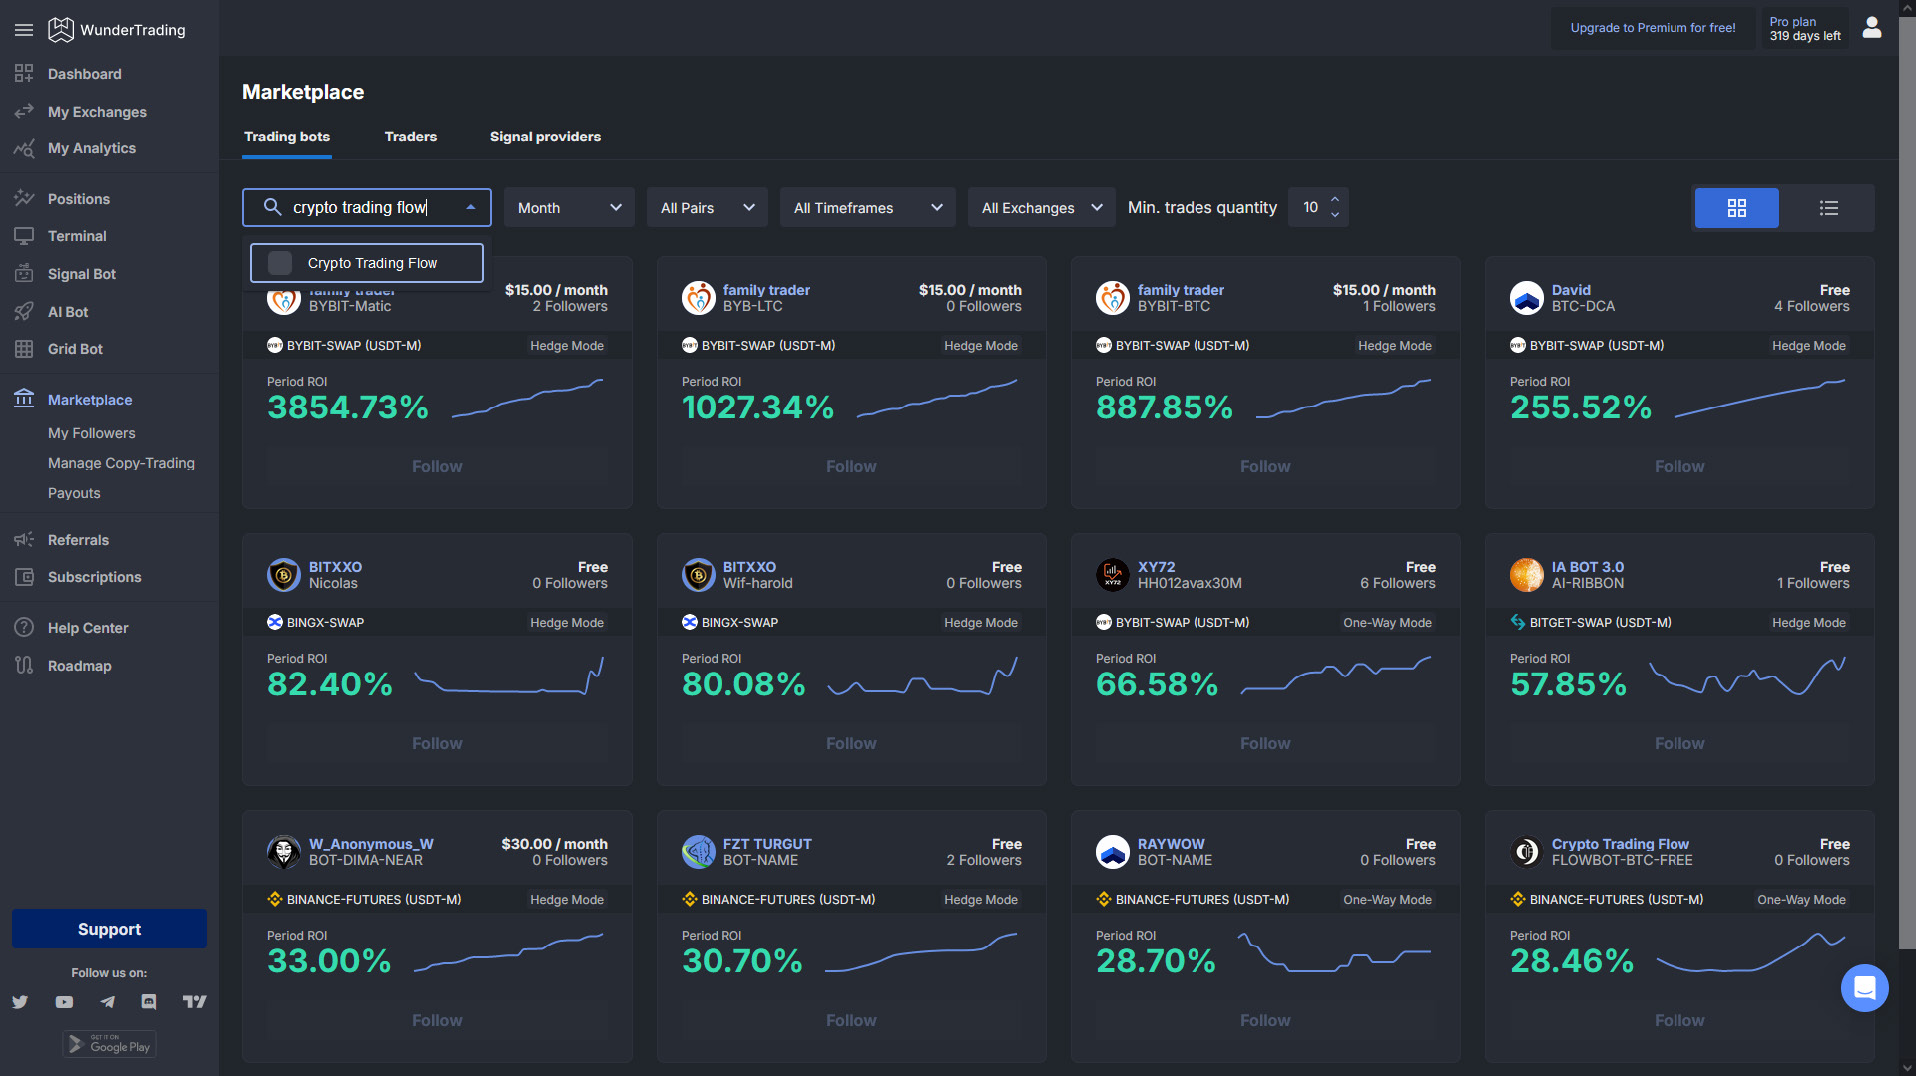 WunderTrading
Upgrade to Premium for free!
Pro plan
319 days left
Dashboard
My Exchanges
My Analytics
Positions
Terminal
Signal Bot
AI Bot
Grid Bot
Marketplace
My Followers
Manage Copy-Trading
Payouts
Referrals
Subscriptions
Help Center
Roadmap
Support
Follow us on:
GET IT ON
Google Play
Marketplace
Trading bots
Traders
Signal providers
crypto trading flow
Month
All Pairs
All Timeframes
All Exchanges
Min. trades quantity
10
Crypto Trading Flow
family trader
$15.00 / month
BYBIT-Matic
2 Followers
BYBIT-SWAP (USDT-M)
Hedge Mode
Period ROI
3854.73%
Follow
family trader
$15.00 / month
BYB-LTC
0 Followers
BYBIT-SWAP (USDT-M)
Hedge Mode
Period ROI
1027.34%
Follow
family trader
$15.00 / month
BYBIT-BTC
1 Followers
BYBIT-SWAP (USDT-M)
Hedge Mode
Period ROI
887.85%
Follow
David
Free
BTC-DCA
4 Followers
BYBIT-SWAP (USDT-M)
Hedge Mode
Period ROI
255.52%
Follow
BITXXO
Free
Nicolas
0 Followers
BINGX-SWAP
Hedge Mode
Period ROI
82.40%
Follow
BITXXO
Free
Wif-harold
0 Followers
BINGX-SWAP
Hedge Mode
Period ROI
80.08%
Follow
XY72
XY72
Free
HH012avax30M
6 Followers
BYBIT-SWAP (USDT-M)
One-Way Mode
Period ROI
66.58%
Follow
IA BOT 3.0
Free
AI-RIBBON
1 Followers
BITGET-SWAP (USDT-M)
Hedge Mode
Period ROI
57.85%
Follow
W_Anonymous_W
$30.00 / month
BOT-DIMA-NEAR
0 Followers
BINANCE-FUTURES (USDT-M)
Hedge Mode
Period ROI
33.00%
Follow
FZT TURGUT
Free
BOT-NAME
2 Followers
BINANCE-FUTURES (USDT-M)
Hedge Mode
Period ROI
30.70%
Follow
RAYWOW
Free
BOT-NAME
0 Followers
BINANCE-FUTURES (USDT-M)
One-Way Mode
Period ROI
28.70%
Follow
Crypto Trading Flow
Free
FLOWBOT-BTC-FREE
0 Followers
BINANCE-FUTURES (USDT-M)
One-Way Mode
Period ROI
28.46%
Follow